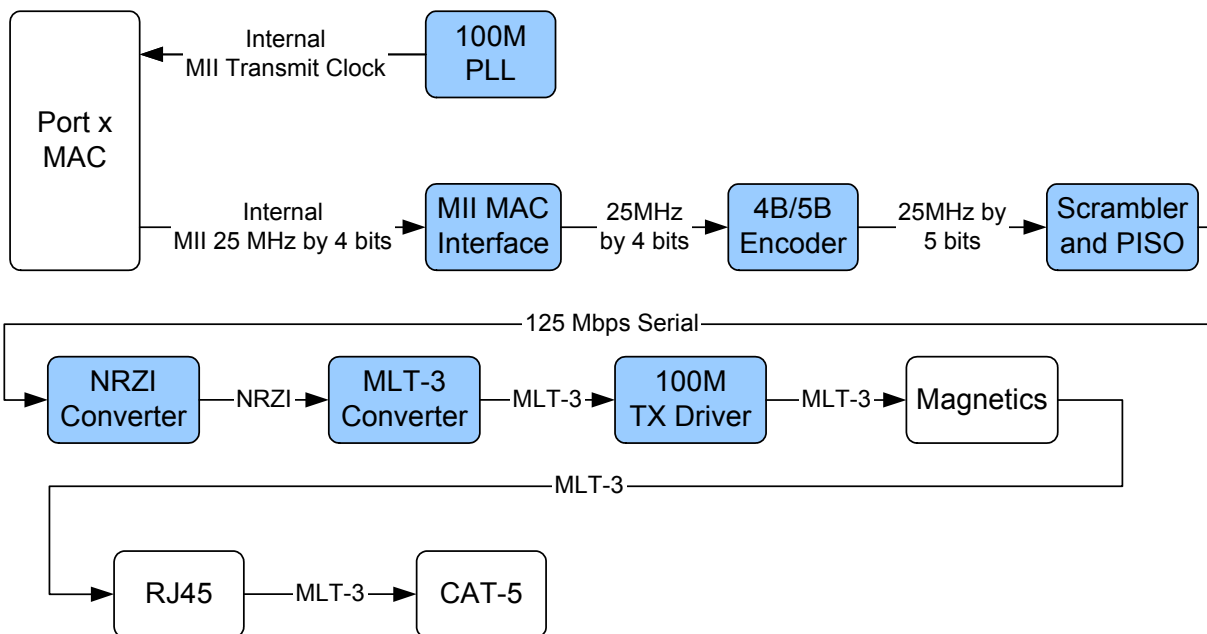 Internal
MII Transmit Clock
100M
PLL
Port x
MAC
Internal
MII 25 MHz by 4 bits
MII MAC
Interface
25MHz
by 4 bits
4B/5B
Encoder
25MHz by
5 bits
Scrambler
and PISO
125 Mbps Serial
NRZI
Converter
NRZI
MLT-3
Converter
MLT-3
100M
TX Driver
MLT-3
Magnetics
MLT-3
RJ45
MLT-3
CAT-5